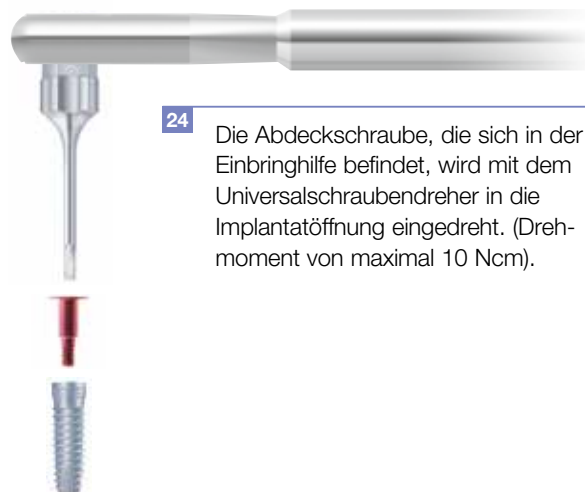 24
Die Abdeckschraube, die sich in der
Einbringhilfe befindet, wird mit dem
Universalschraubendreher in die
Implantatöffnung eingedreht. (Dreh-
moment von maximal 10 Ncm).